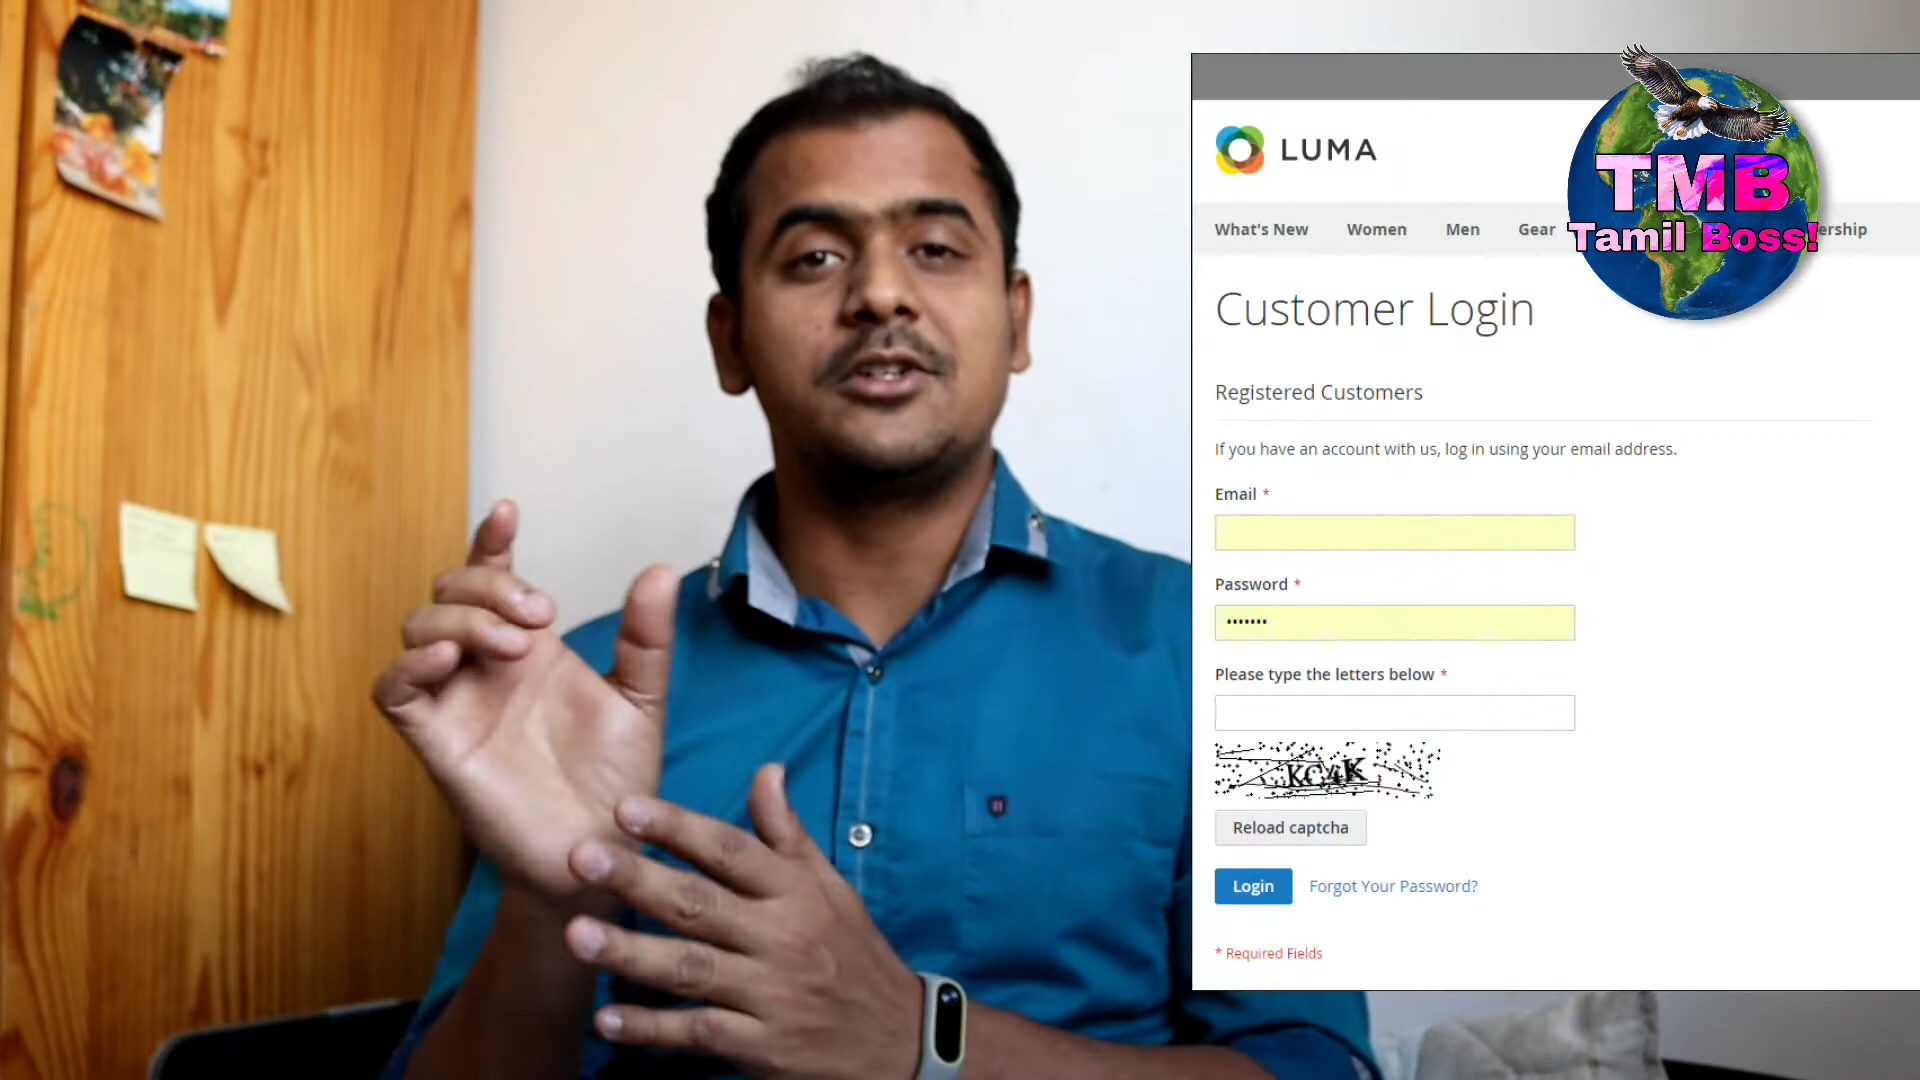 LUMA
TMB
Tamil Boss!
What's New Women Men Gear
Customer Login
Registered Customers
If you have an account with us, log in using your email address.
Email *
Password *
Please type the letters below *
KC4K
Reload captcha
Login Forgot Your Password?
* Required Fields